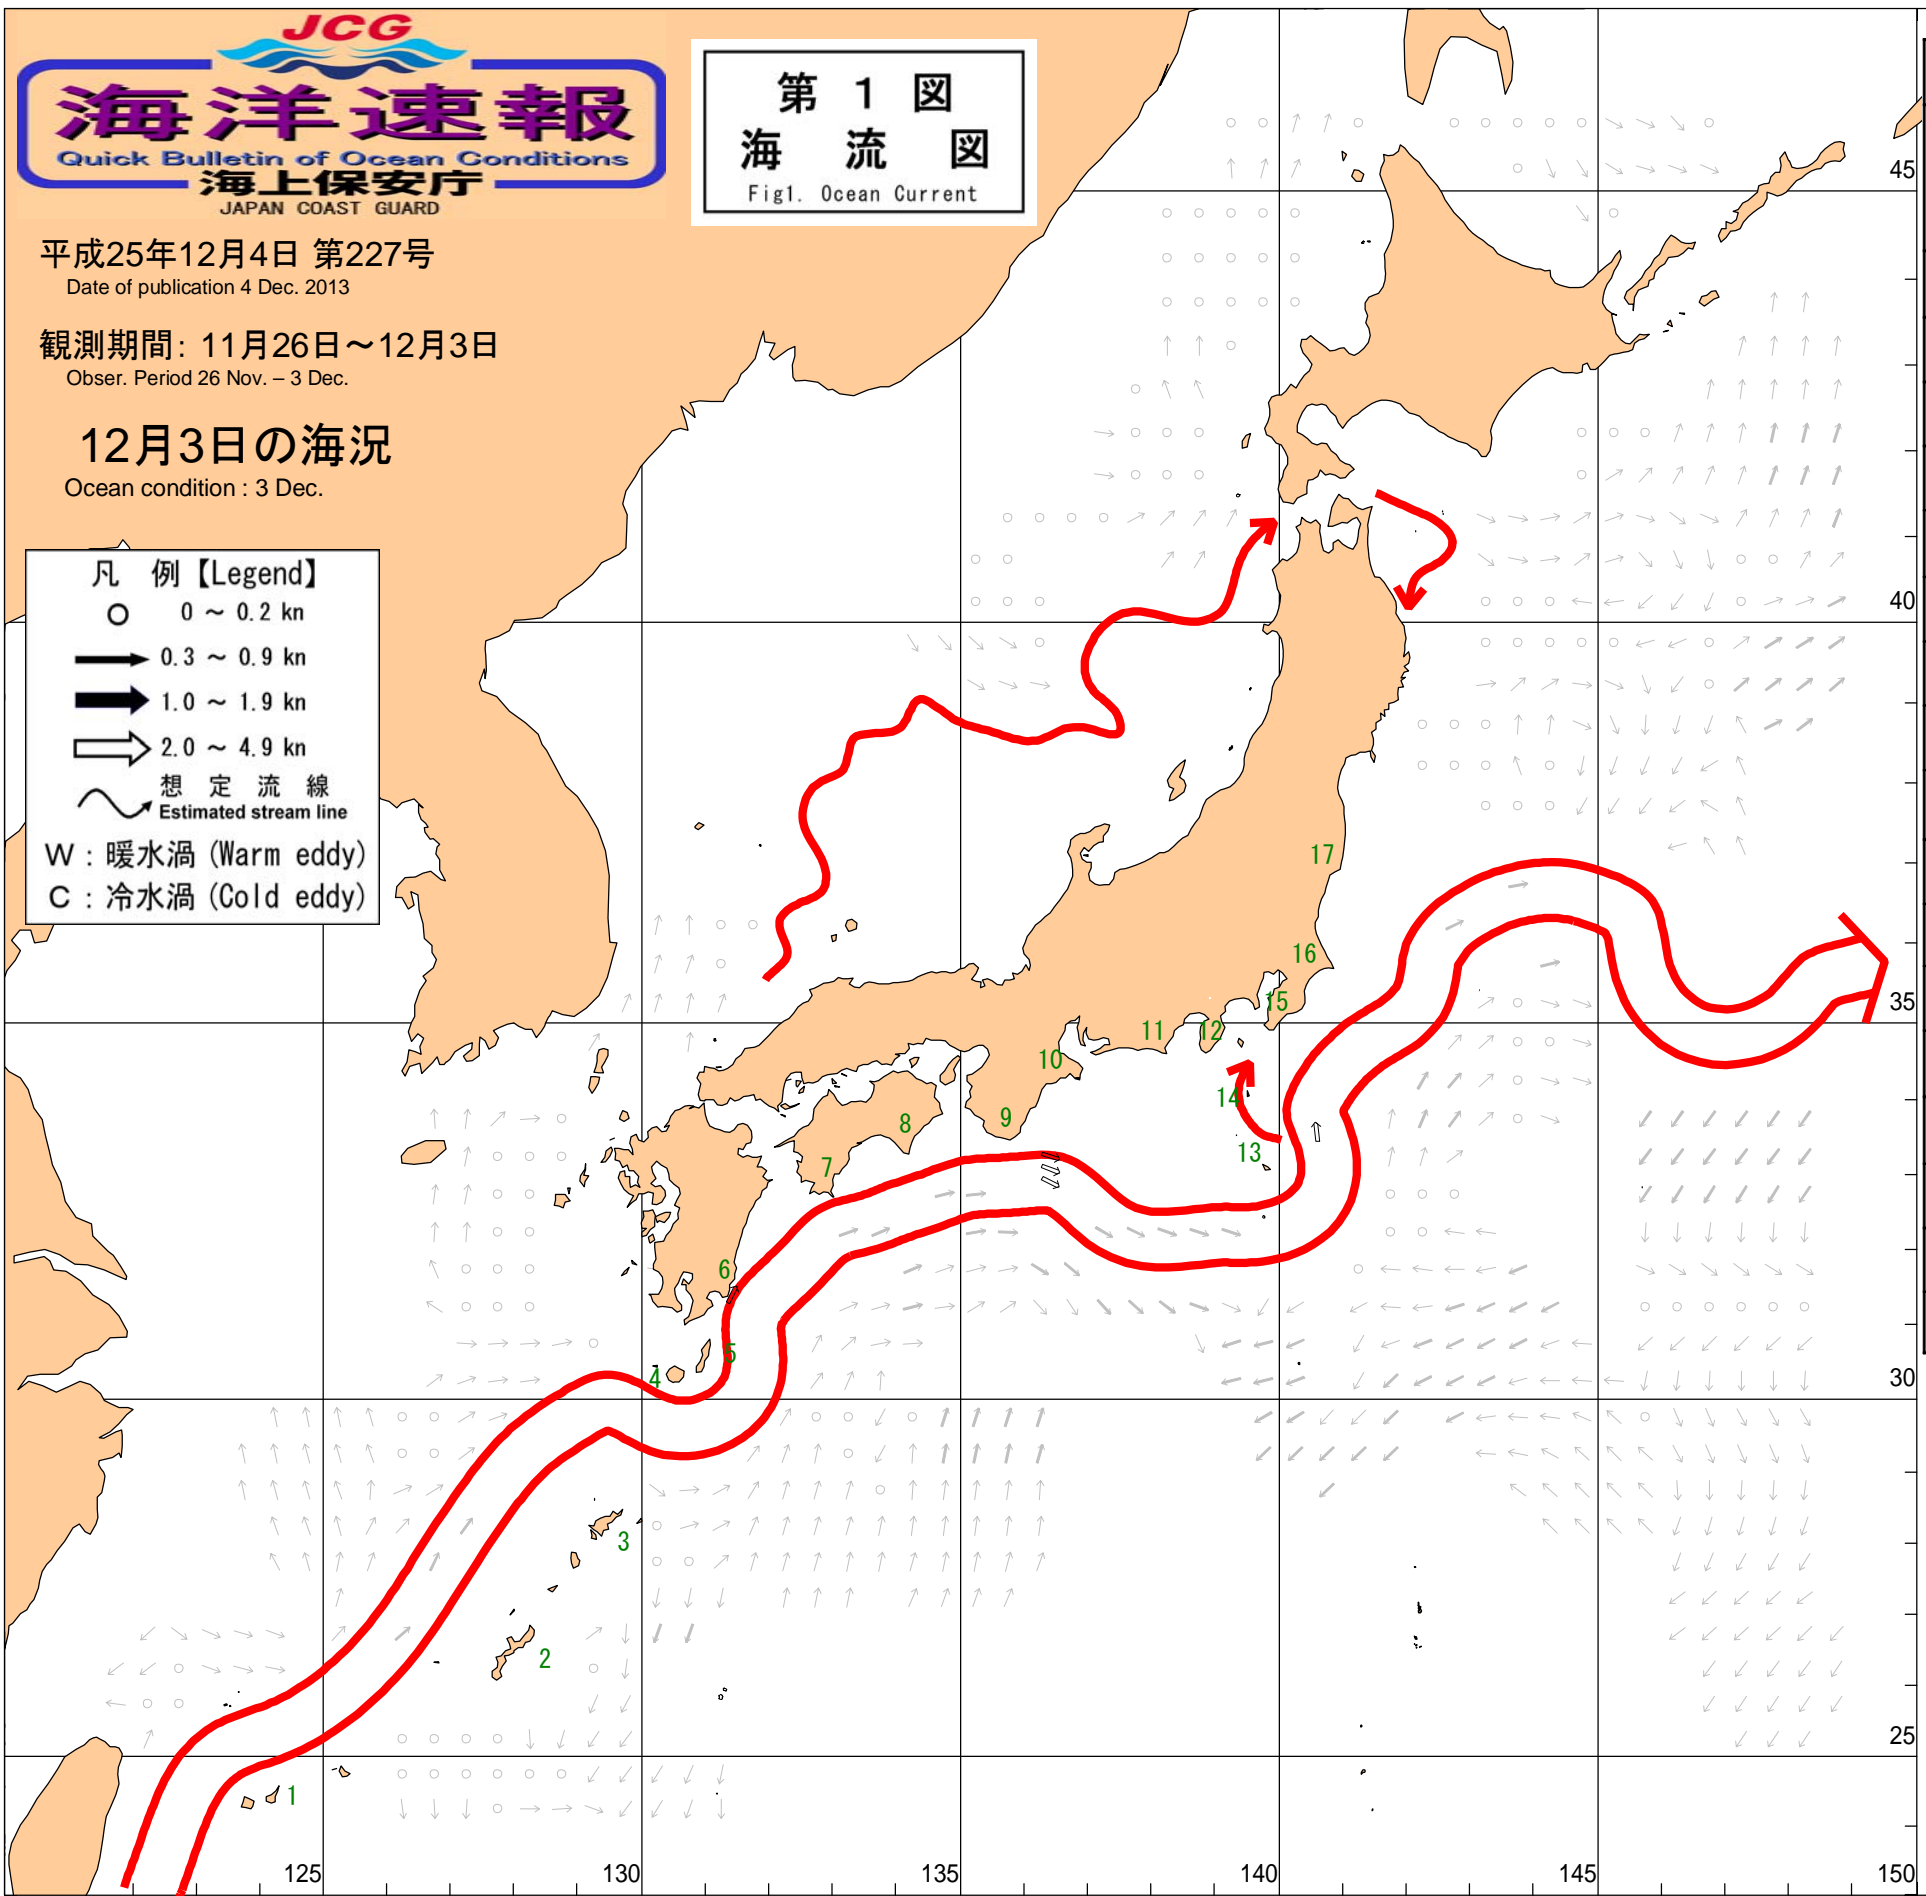 JCG
海洋速報
Quick Bulletin of Ocean Conditions
海上保安庁
JAPAN COAST GUARD
第 1 図
海 流 図
Fig1. Ocean Current
平成25年12月4日 第227号
Date of publication 4 Dec. 2013
観測期間: 11月26日～12月3日
Obser. Period 26 Nov. – 3 Dec.
12月3日の海況
Ocean condition : 3 Dec.
凡 例【Legend】
0 ～ 0.2 kn
0.3 ～ 0.9 kn
1.0 ～ 1.9 kn
2.0 ～ 4.9 kn
想 定 流 線
Estimated stream line
W : 暖水渦 (Warm eddy)
C : 冷水渦 (Cold eddy)
45
40
17
16
15
35
11
12
10
14
9
8
13
7
6
5
4
30
3
2
25
1
125
130
135
140
145
150